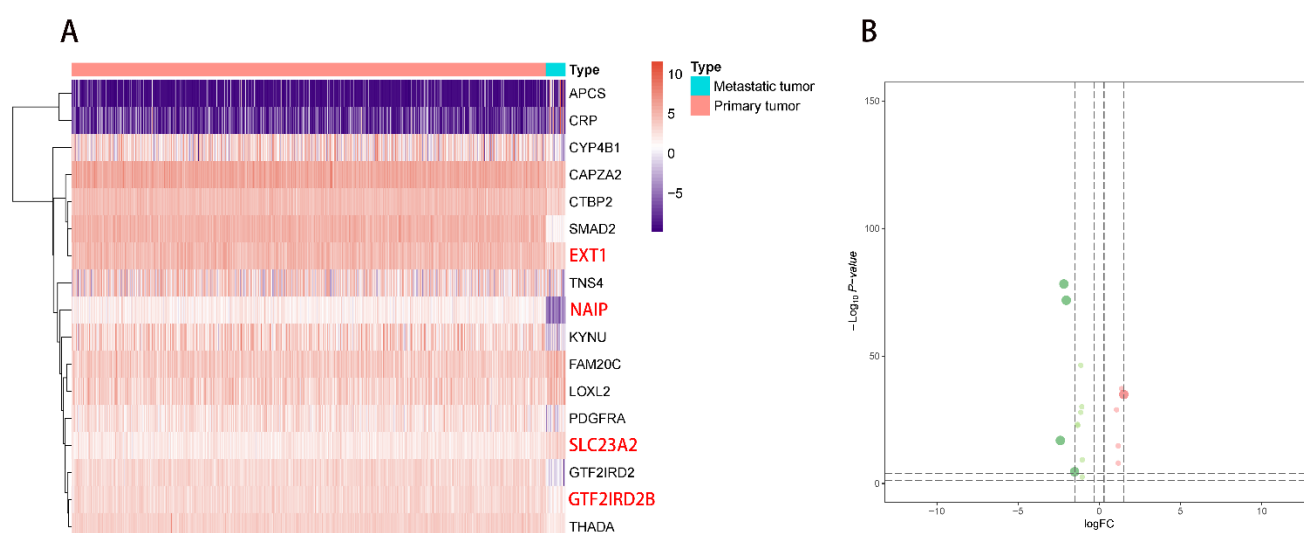 A
B
Type
APCS
CRP
CYP4B1
CAPZA2
CTBP2
SMAD2
EXT1
TNS4
NAIP
KYNU
FAM20C
LOXL2
PDGFRA
SLC23A2
GTF2IRD2
GTF2IRD2B
THADA
10
5
0
−5
Type
Metastatic tumor
Primary tumor
−Log10 P-value
150
100
50
0
−10
−5
0
5
10
logFC